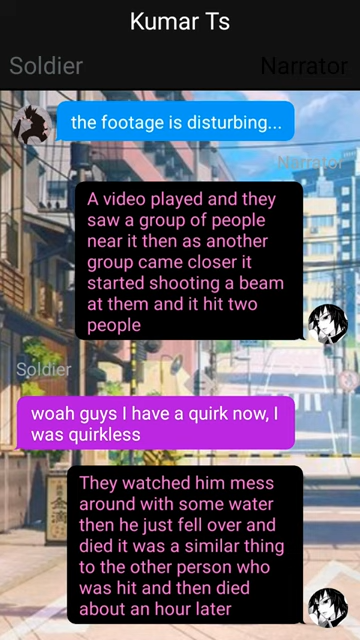 Kumar Ts
Soldier
Narrator
the footage is disturbing...
Narrator
A video played and they
saw a group of people
near it then as another
group came closer it
started shooting a beam
at them and it hit two
people
Soldier
woah guys I have a quirk now, I
was quirkless
They watched him mess
around with some water
then he just fell over and
died it was a similar thing
to the other person who
was hit and then died
about an hour later